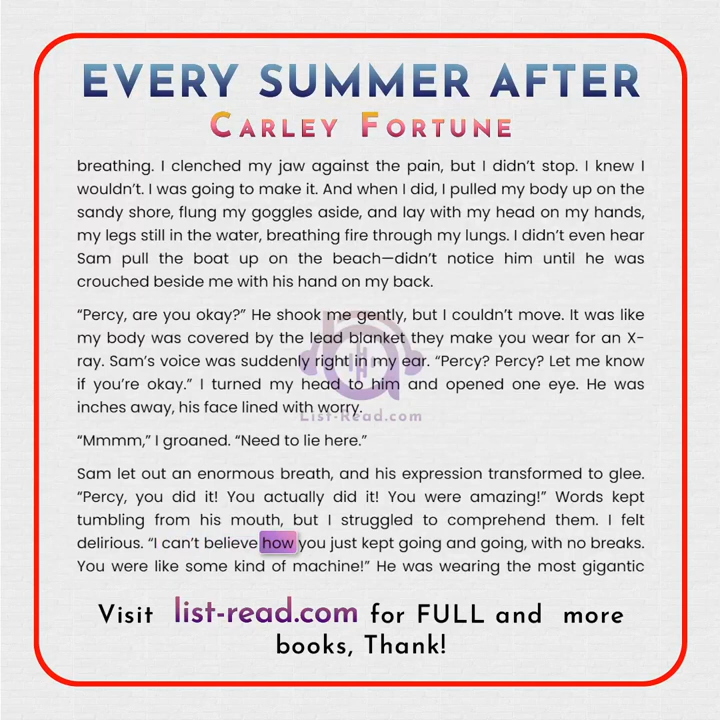 EVERY SUMMER AFTER
CARLEY FORTUNE
breathing. I clenched my jaw against the pain, but I didn’t stop. I knew I
wouldn’t. I was going to make it. And when I did, I pulled my body up on the
sandy shore, flung my goggles aside, and lay with my head on my hands,
my legs still in the water, breathing fire through my lungs. I didn’t even hear
Sam pull the boat up on the beach—didn’t notice him until he was
crouched beside me with his hand on my back.
“Percy, are you okay?” He shook me gently, but I couldn’t move. It was like
my body was covered by the lead blanket they make you wear for an X-
ray. Sam’s voice was suddenly right in my ear. “Percy? Percy? Let me know
if you’re okay.” I turned my head to him and opened one eye. He was
inches away, his face lined with worry.
List-Read.com
“Mmmm,” I groaned. “Need to lie here.”
Sam let out an enormous breath, and his expression transformed to glee.
“Percy, you did it! You actually did it! You were amazing!” Words kept
tumbling from his mouth, but I struggled to comprehend them. I felt
delirious. “I can’t believe how you just kept going and going, with no breaks.
You were like some kind of machine!” He was wearing the most gigantic
Visit list-read.com for FULL and more
books, Thank!